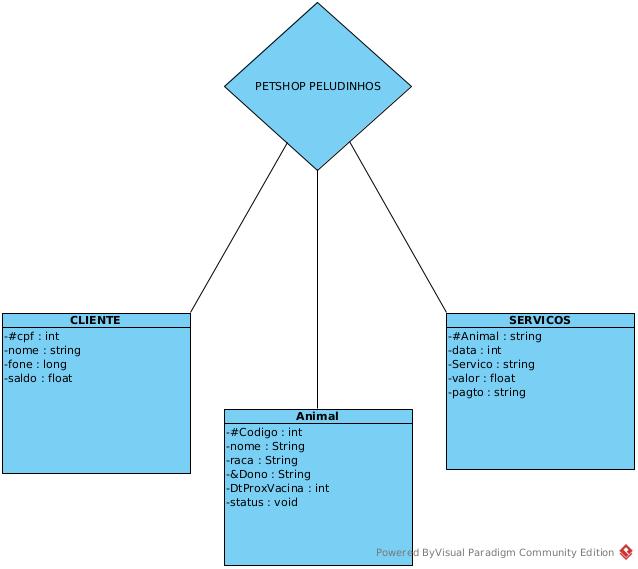 PETSHOP PELUDINHOS
CLIENTE
-#cpf : int
-nome : string
-fone : long
-saldo : float
Animal
-#Codigo : int
-nome : String
-raca : String
-&Dono : String
-DtProxVacina : int
-status : void
SERVICOS
-#Animal : string
-data : int
-Servico : string
-valor : float
-pagto : string
Powered ByVisual Paradigm Community Edition